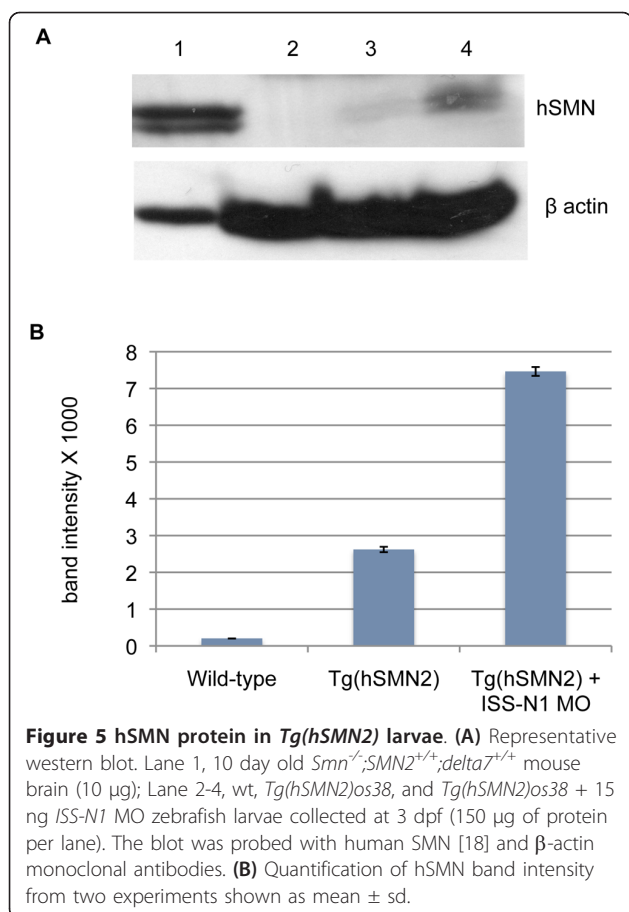 A
1 2 3 4
hSMN
β actin
B
8
7
6
5
4
3
2
1
0
band intensity X 1000
Wild-type
Tg(hSMN2)
Tg(hSMN2) +
ISS-N1 MO
Figure 5 hSMN protein in Tg(hSMN2) larvae. (A) Representative
western blot. Lane 1, 10 day old Smn-/-;SMN2+/+;delta7+/+ mouse
brain (10 μg); Lane 2-4, wt, Tg(hSMN2)os38, and Tg(hSMN2)os38 + 15
ng ISS-N1 MO zebrafish larvae collected at 3 dpf (150 μg of protein
per lane). The blot was probed with human SMN [18] and β-actin
monoclonal antibodies. (B) Quantification of hSMN band intensity
from two experiments shown as mean ± sd.